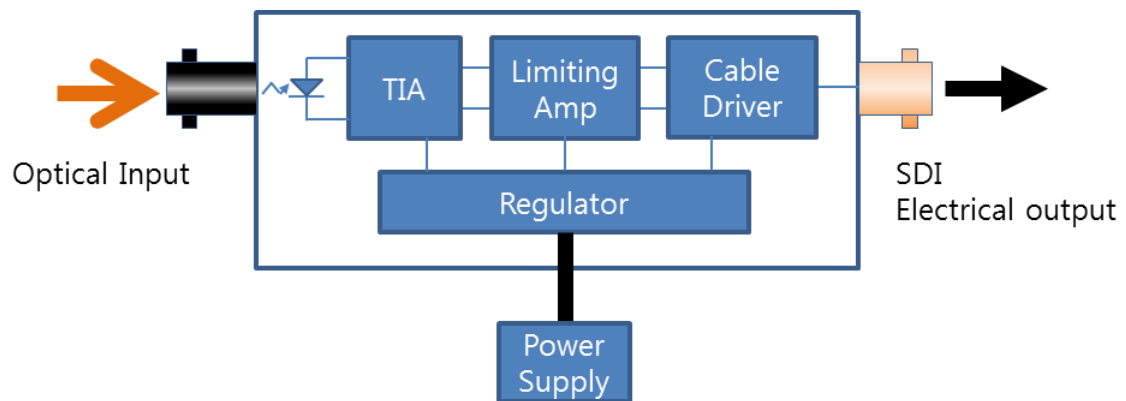 TIA
Limiting
Amp
Cable
Driver
Optical Input
SDI
Electrical output
Regulator
Power
Supply